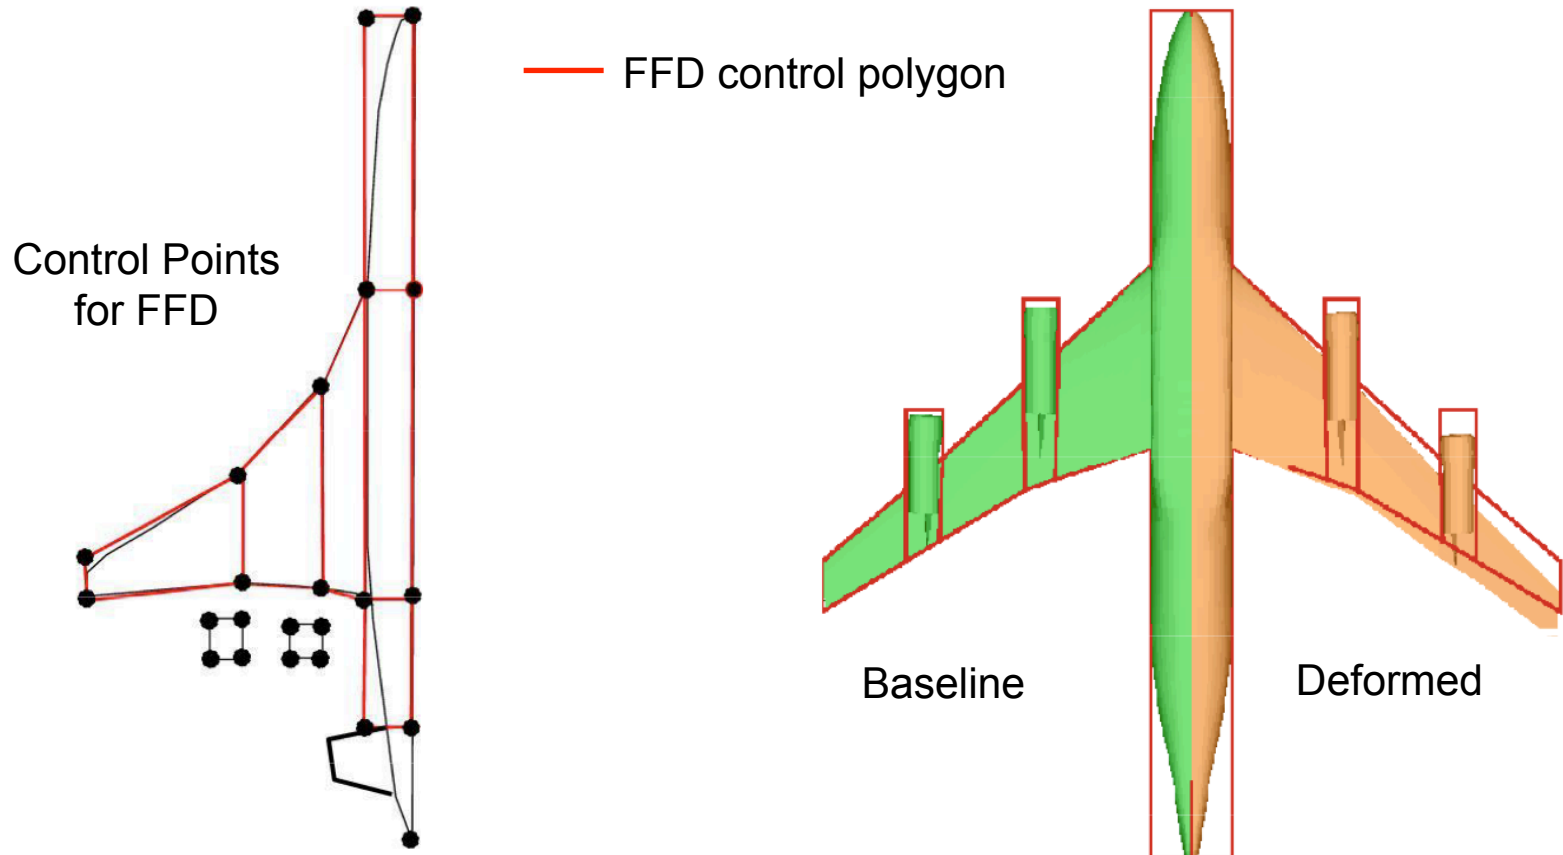 FFD control polygon
Control Points
for FFD
Baseline
Deformed